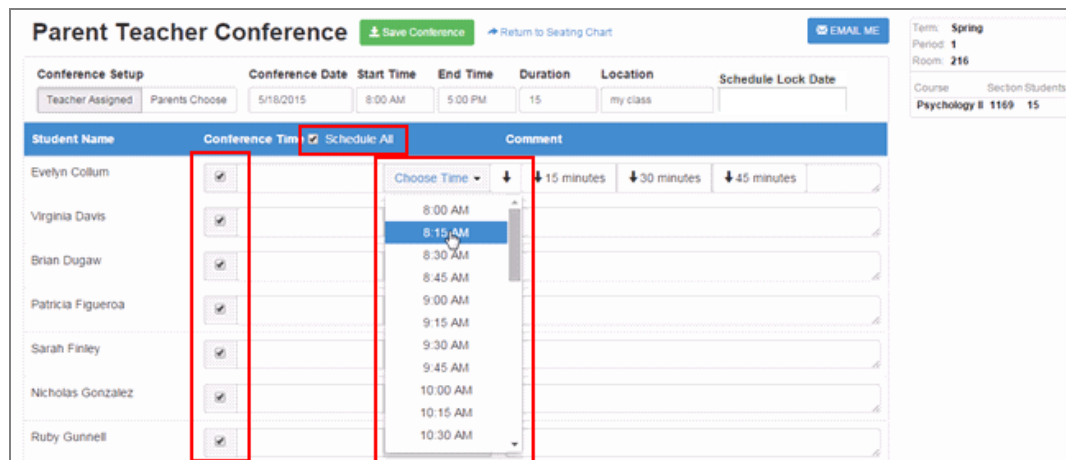 Parent Teacher Conference Save Conference Return to Seating Chart EMAIL ME
Term: Spring
Period: 1
Room: 216
Course Section Students
Psychology II 1169 15
Conference Setup Conference Date Start Time End Time Duration Location Schedule Lock Date
Teacher Assigned Parents Choose 5/18/2015 8:00 AM 5:00 PM 15 my class
Student Name Conference Time Schedule All Comment
Evelyn Collum Choose Time 15 minutes 30 minutes 45 minutes
8:00 AM
Virginia Davis
8:15 AM
8:30 AM
Brian Dugaw
8:45 AM
9:00 AM
Patricia Figueroa
9:15 AM
9:30 AM
Sarah Finley
9:45 AM
10:00 AM
Nicholas Gonzalez
10:15 AM
10:30 AM
Ruby Gunnell